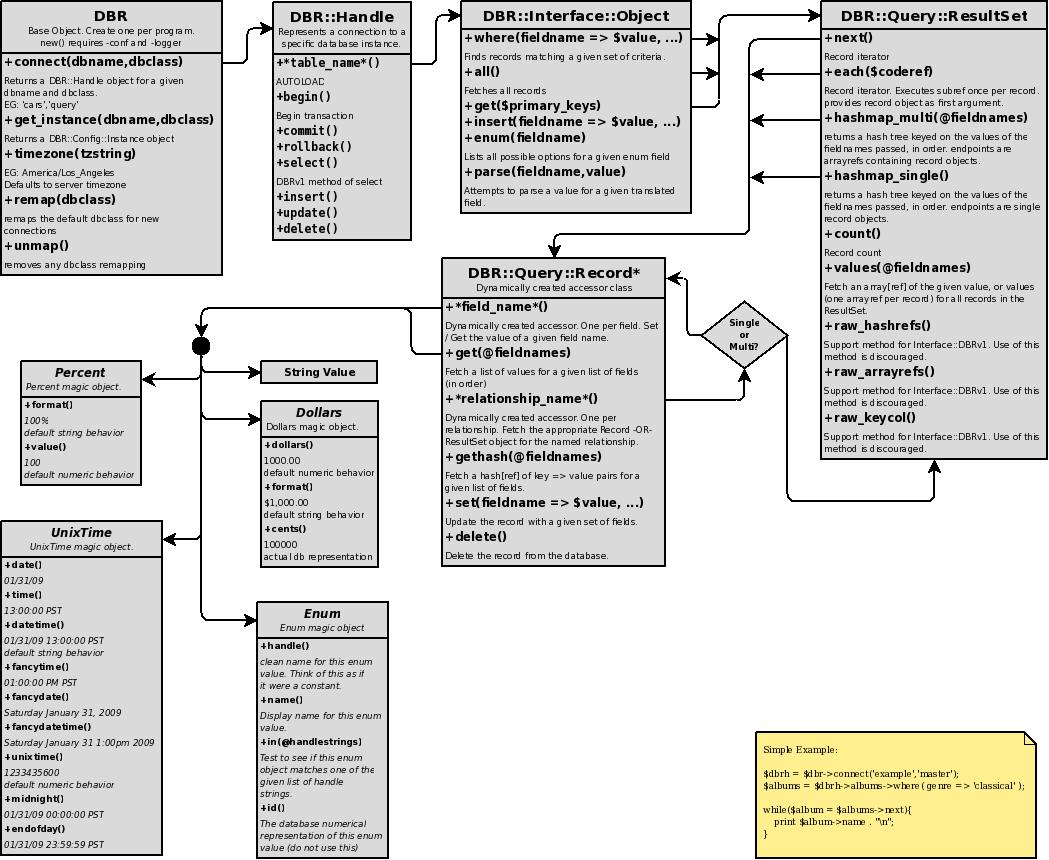 DBR
Base Object. Create one per program.
new() requires -conf and -logger
+connect(dbname,dbclass)
Returns a DBR::Handle object for a given
dbname and dbclass.
EG: 'cars','query'
+get_instance(dbname,dbclass)
Returns a DBR::Config::Instance object
+timezone(tzstring)
EG: America/Los_Angeles
Defaults to server timezone
+remap(dbclass)
remaps the default dbclass for new
connections
+unmap()
removes any dbclass remapping
DBR::Handle
Represents a connection to a
specific database instance.
+*table_name*()
AUTOLOAD
+begin()
Begin transaction
+commit()
+rollback()
+select()
DBRv1 method of select
+insert()
+update()
+delete()
DBR::Interface::Object
+where(fieldname => $value, ...)
Finds records matching a given set of criteria.
+all()
Fetches all records
+get($primary_keys)
+insert(fieldname => $value, ...)
+enum(fieldname)
Lists all possible options for a given enum field
+parse(fieldname,value)
Attempts to parse a value for a given translated
field.
DBR::Query::ResultSet
+next()
Record iterator
+each($coderef)
Record iterator. Executes subref once per record.
provides record object as first argument.
+hashmap_multi(@fieldnames)
returns a hash tree keyed on the values of the
fieldnames passed, in order. endpoints are
arrayrefs containing record objects.
+hashmap_single()
returns a hash tree keyed on the values of the
fieldnames passed, in order. endpoints are single
record objects.
+count()
Record count
+values(@fieldnames)
Fetch an array[ref] of the given value, or values
(one arrayref per record) for all records in the
ResultSet.
+raw_hashrefs()
Support method for Interface::DBRv1. Use of this
method is discouraged.
+raw_arrayrefs()
Support method for Interface::DBRv1. Use of this
method is discouraged.
+raw_keycol()
Support method for Interface::DBRv1. Use of this
method is discouraged.
DBR::Query::Record*
Dynamically created accessor class
+*field_name*()
Dynamically created accessor. One per field. Set
/ Get the value of a given field name.
+get(@fieldnames)
Fetch a list of values for a given list of fields
(in order)
+*relationship_name*()
Dynamically created accessor. One per
relationship. Fetch the appropriate Record -OR-
ResultSet object for the named relationship.
+gethash(@fieldnames)
Fetch a hash[ref] of key => value pairs for a
given list of fields.
+set(fieldname => $value, ...)
Update the record with a given set of fields.
+delete()
Delete the record from the database.
Single
or
Multi?
Percent
Percent magic object.
+format()
100%
default string behavior
+value()
100
default numeric behavior
String Value
Dollars
Dollars magic object.
+dollars()
1000.00
default numeric behavior
+format()
$1,000.00
default string behavior
+cents()
100000
actual db representation
UnixTime
UnixTime magic object.
+date()
01/31/09
+time()
13:00:00 PST
+datetime()
01/31/09 13:00:00 PST
default string behavior
+fancytime()
01:00:00 PM PST
+fancydate()
Saturday January 31, 2009
+fancydatetime()
Saturday January 31 1:00pm 2009
+unixtime()
1233435600
default numeric behavior
+midnight()
01/31/09 00:00:00 PST
+endofday()
01/31/09 23:59:59 PST
Enum
Enum magic object
+handle()
clean name for this enum
value. Think of this as if
it were a constant.
+name()
Display name for this enum
value.
+in(@handlestrings)
Test to see if this enum
object matches one of the
given list of handle
strings.
+id()
The database numerical
representation of this enum
value (do not use this)
Simple Example:
$dbrh = $dbr->connect('example','master');
$albums = $dbrh->albums->where( genre => 'classical' );
while($album = $albums->next){
print $album->name . "\n";
}